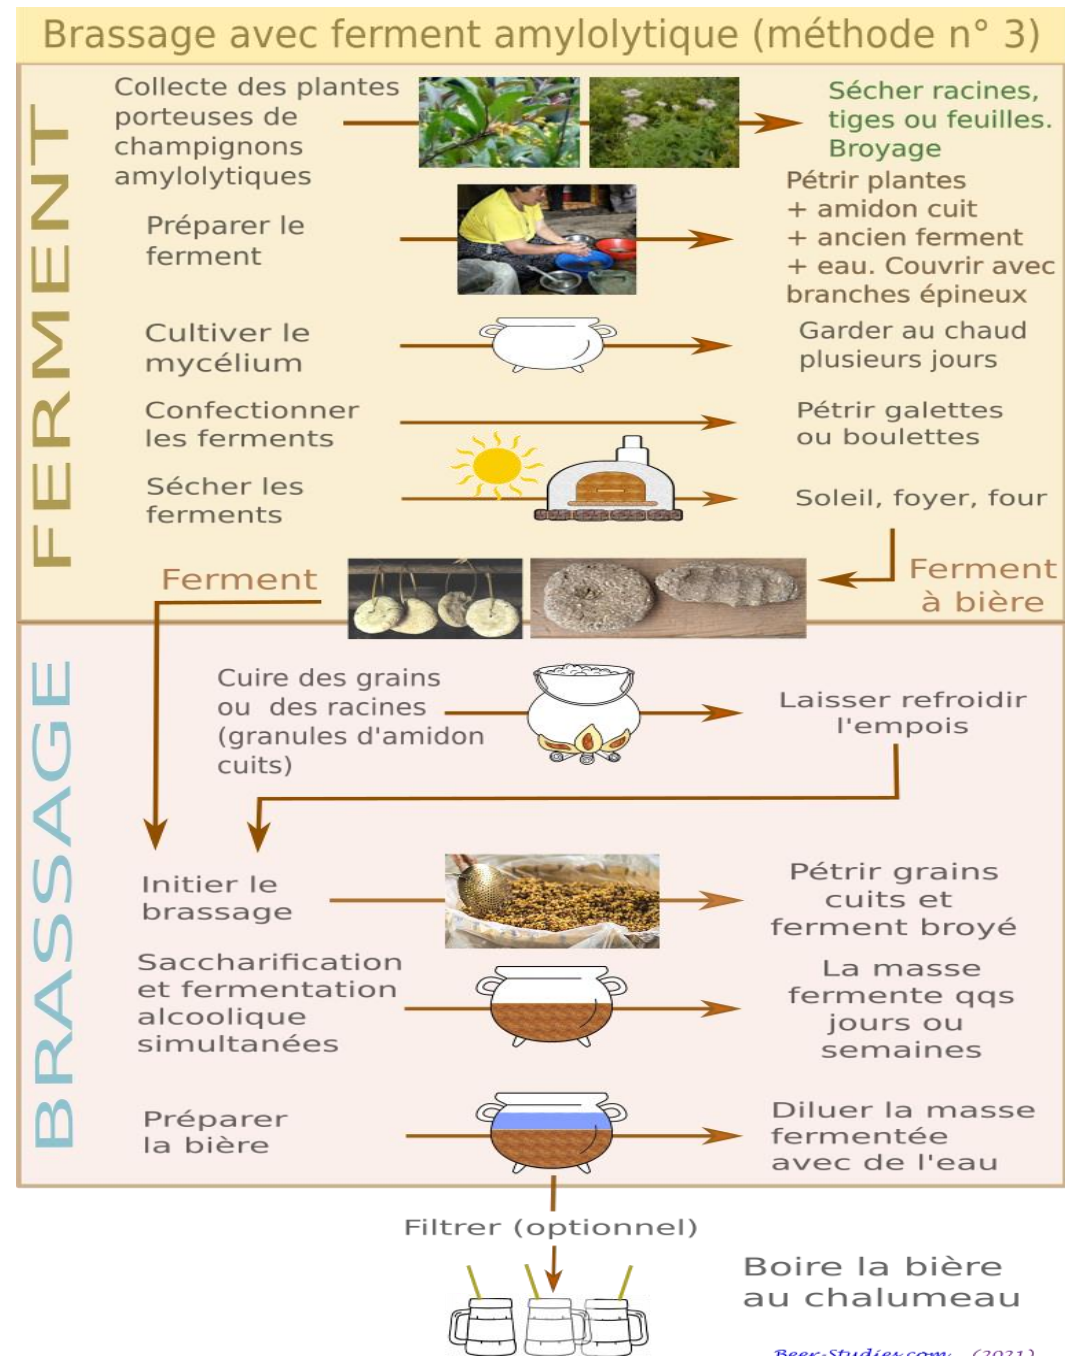 Brassage avec ferment amylolytique (méthode n° 3)
FERMENT
Collecte des plantes
porteuses de
champignons
amylolytiques
Sécher racines,
tiges ou feuilles.
Broyage
Préparer le
ferment
Pétrir plantes
+ amidon cuit
+ ancien ferment
+ eau. Couvrir avec
branches épineux
Cultiver le
mycélium
Garder au chaud
plusieurs jours
Confectionner
les ferments
Pétrir galettes
ou boulettes
Sécher les
ferments
Soleil, foyer, four
Ferment
Ferment
à bière
BRASSAGE
Cuire des grains
ou des racines
(granules d'amidon
cuits)
Laisser refroidir
l'empois
Initier le
brassage
Pétrir grains
cuits et
ferment broyé
Saccharification
et fermentation
alcoolique
simultanées
La masse
fermente qqs
jours ou
semaines
Préparer
la bière
Diluer la masse
fermentée
avec de l'eau
Filtrer (optionnel)
Boire la bière
au chalumeau
Beer-Studies.com (2021)